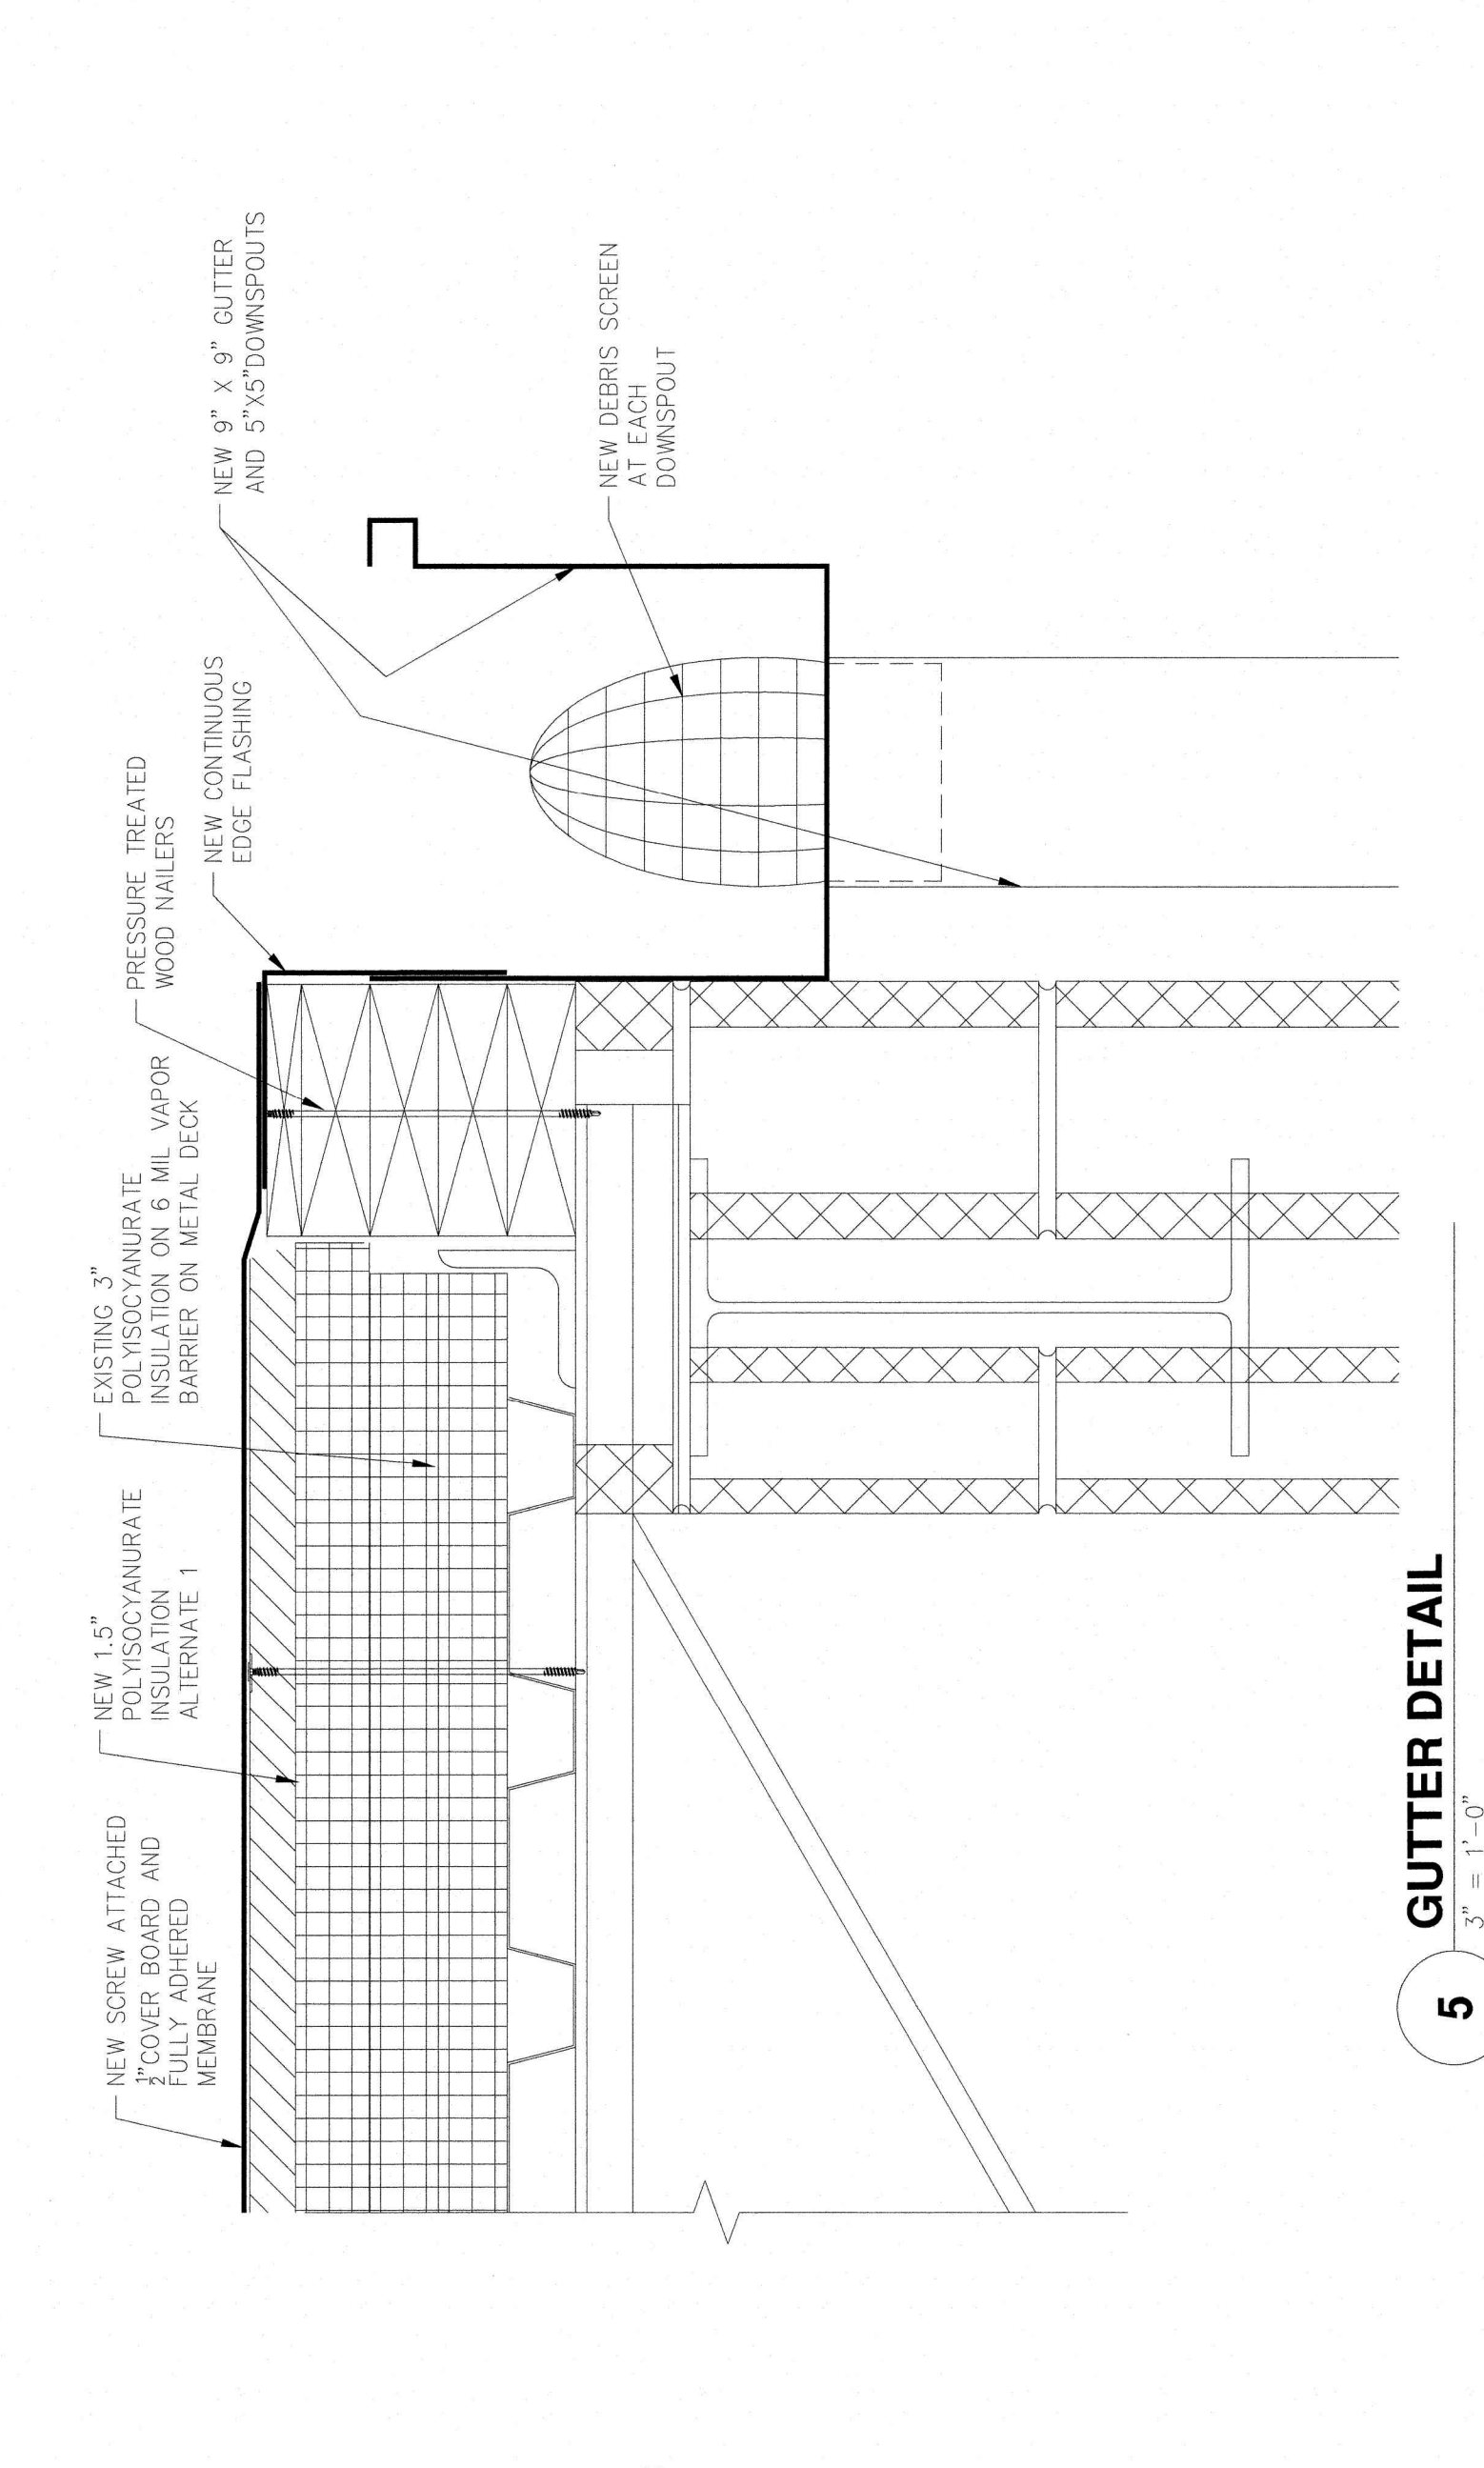 NEW SCREW ATTACHED
1/2" COVER BOARD AND
FULLY ADHERED
MEMBRANE
NEW 1.5"
POLYISOCYANURATE
INSULATION
ALTERNATE 1
EXISTING 3"
POLYISOCYANURATE
INSULATION ON 6 MIL VAPOR
BARRIER ON METAL DECK
PRESSURE TREATED
WOOD NAILERS
NEW CONTINUOUS
EDGE FLASHING
NEW 9" X 9" GUTTER
AND 5"X5"DOWNSPOUTS
NEW DEBRIS SCREEN
AT EACH
DOWNSPOUT
5
GUTTER DETAIL
3" = 1'-0"